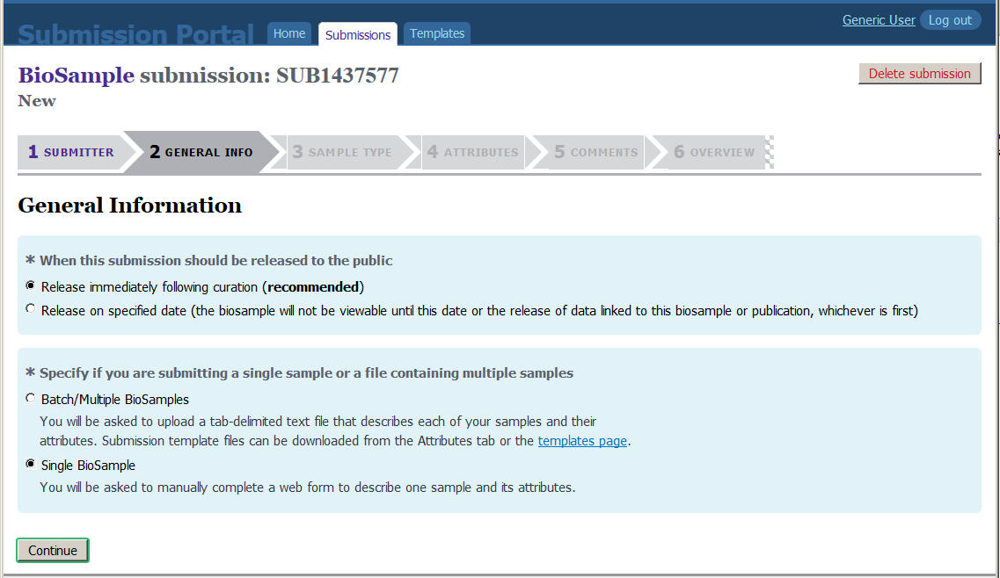 Submission Portal
Home
Submissions
Templates
Generic User
Log out
BioSample submission: SUB1437577
Delete submission
New
1 SUBMITTER
2 GENERAL INFO
3 SAMPLE TYPE
4 ATTRIBUTES
5 COMMENTS
6 OVERVIEW
General Information
* When this submission should be released to the public
Release immediately following curation (recommended)
Release on specified date (the biosample will not be viewable until this date or the release of data linked to this biosample or publication, whichever is first)
* Specify if you are submitting a single sample or a file containing multiple samples
Batch/Multiple BioSamples
You will be asked to upload a tab-delimited text file that describes each of your samples and their
attributes. Submission template files can be downloaded from the Attributes tab or the templates page.
Single BioSample
You will be asked to manually complete a web form to describe one sample and its attributes.
Continue